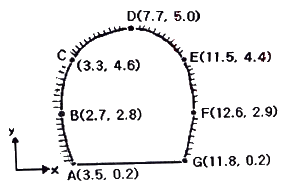 D(7.7, 5.0)
C
(3.3, 4.6)
E(11.5, 4.4)
B(2.7, 2.8)
F(12.6, 2.9)
y
x
A(3.5, 0.2)
G(11.8, 0.2)